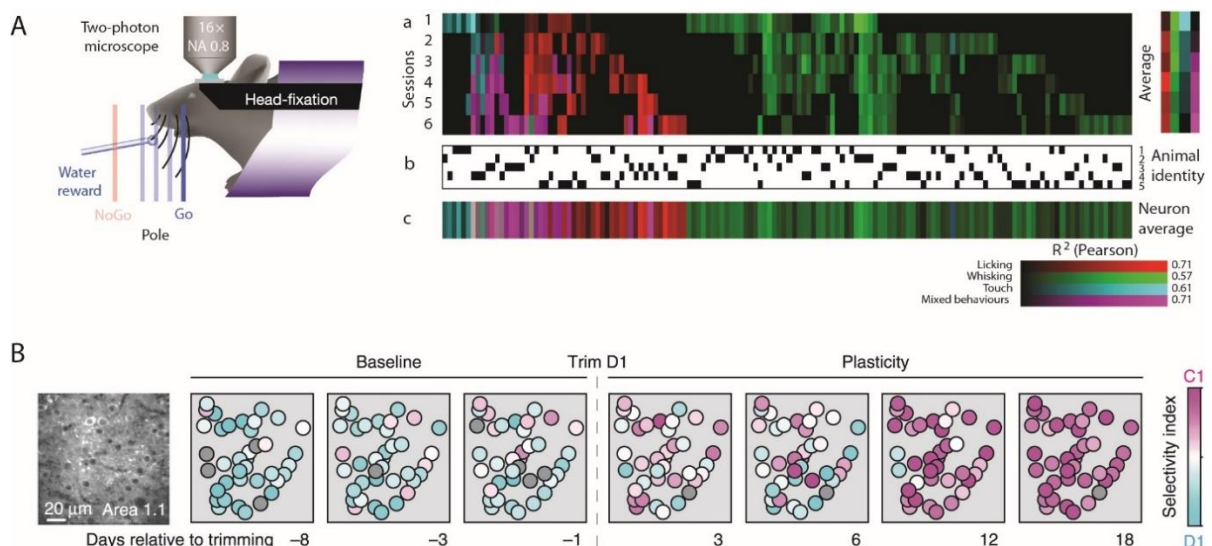 A
Two-photon
microscope
16×
NA 0.8
Head-fixation
Water
reward
NoGo
Go
Pole
Sessions
a 1
2
3
4
5
6
Average
b
1
2
3
4
5
Animal
identity
c
Neuron
average
R² (Pearson)
Licking 0.71
Whisking 0.57
Touch 0.61
Mixed behaviours 0.71
B
Baseline Trim D1 Plasticity
20 µm Area 1.1
Days relative to trimming –8 –3 –1 3 6 12 18
C1
Selectivity index
D1